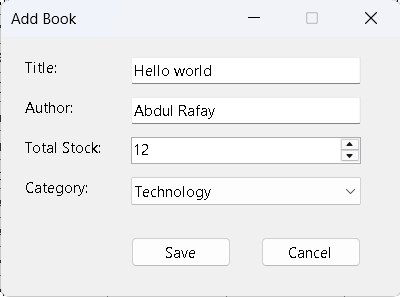 Add Book
Title: Hello world
Author: Abdul Rafay
Total Stock: 12
Category: Technology
Save Cancel